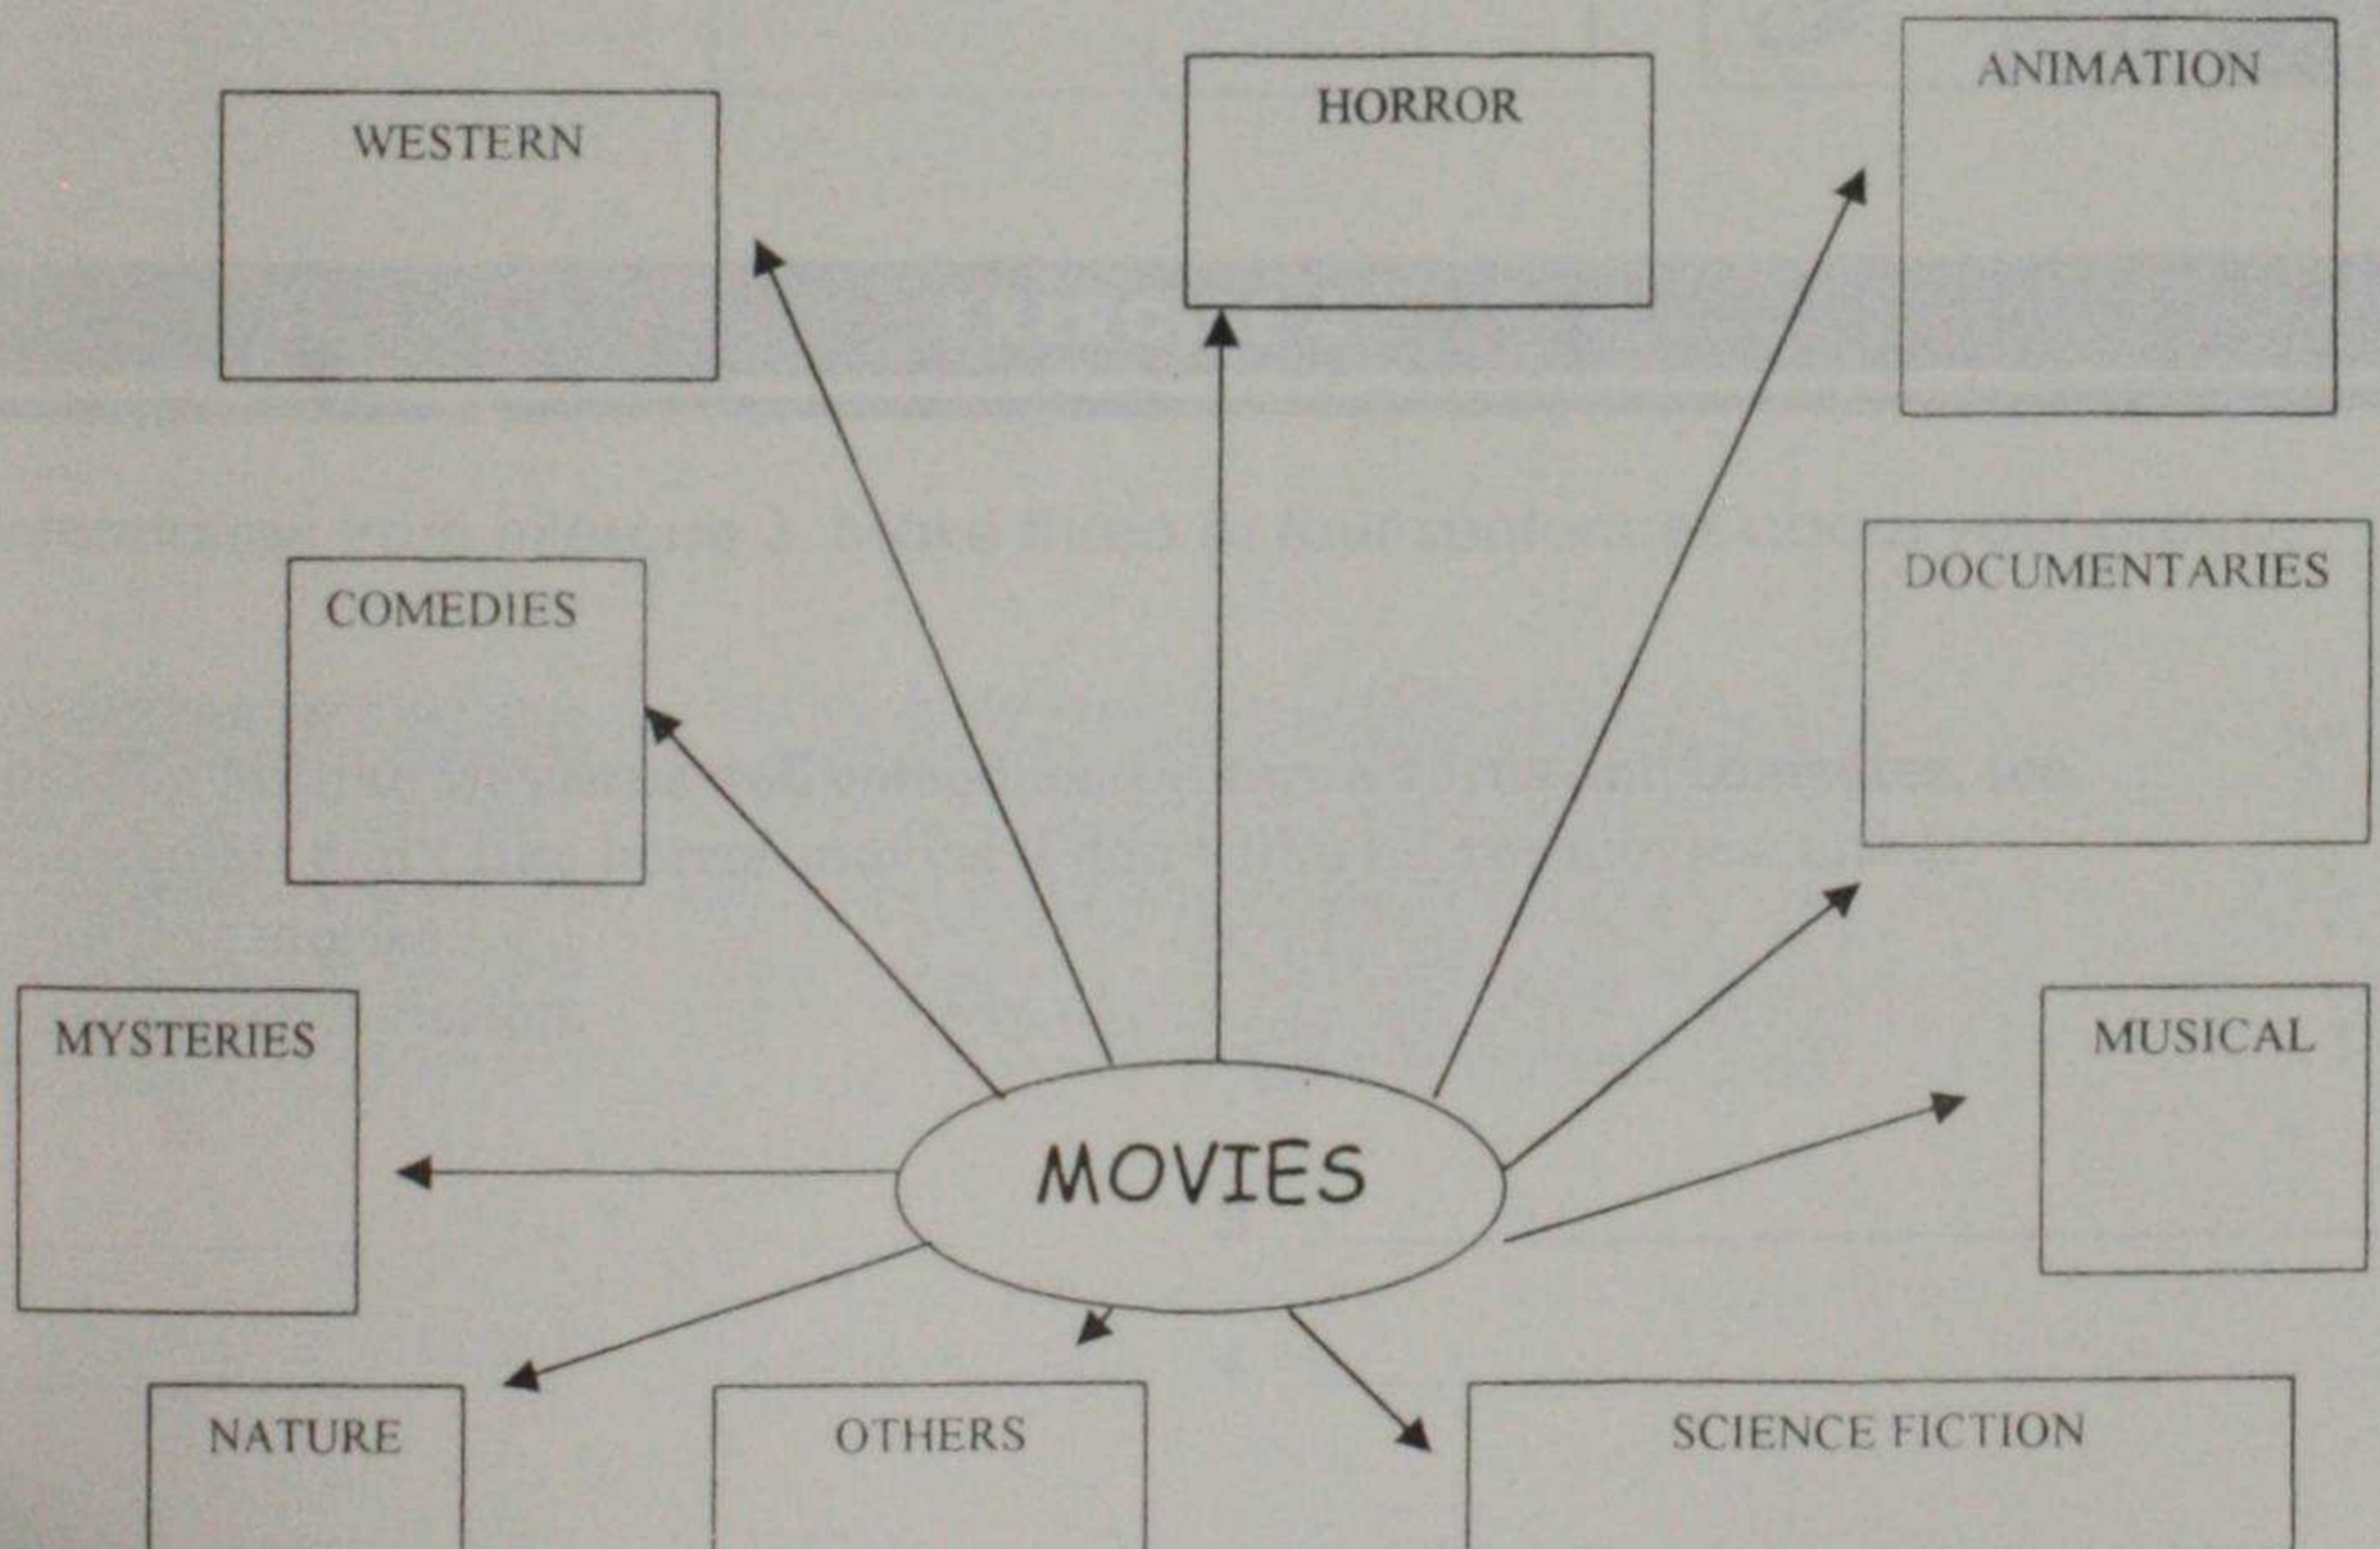 ANIMATION
HORROR
WESTERN
DOCUMENTARIES
COMEDIES
MYSTERIES
MUSICAL
MOVIES
NATURE
OTHERS
SCIENCE FICTION